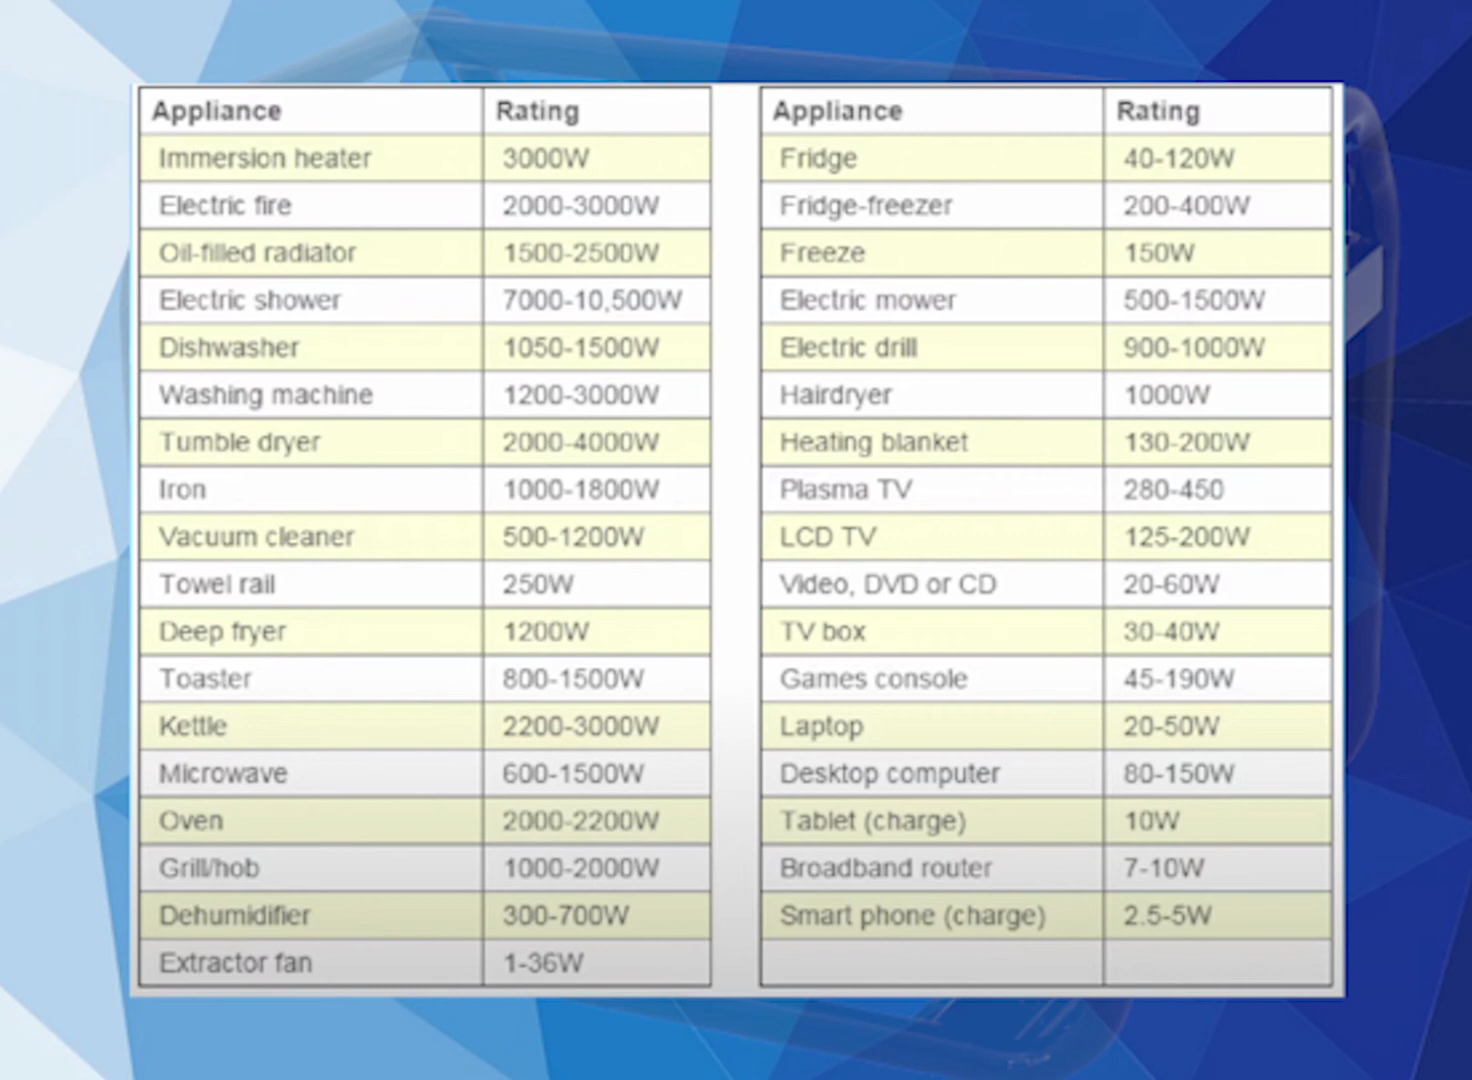 Appliance Rating
Immersion heater 3000W
Electric fire 2000-3000W
Oil-filled radiator 1500-2500W
Electric shower 7000-10,500W
Dishwasher 1050-1500W
Washing machine 1200-3000W
Tumble dryer 2000-4000W
Iron 1000-1800W
Vacuum cleaner 500-1200W
Towel rail 250W
Deep fryer 1200W
Toaster 800-1500W
Kettle 2200-3000W
Microwave 600-1500W
Oven 2000-2200W
Grill/hob 1000-2000W
Dehumidifier 300-700W
Extractor fan 1-36W
Appliance Rating
Fridge 40-120W
Fridge-freezer 200-400W
Freeze 150W
Electric mower 500-1500W
Electric drill 900-1000W
Hairdryer 1000W
Heating blanket 130-200W
Plasma TV 280-450
LCD TV 125-200W
Video, DVD or CD 20-60W
TV box 30-40W
Games console 45-190W
Laptop 20-50W
Desktop computer 80-150W
Tablet (charge) 10W
Broadband router 7-10W
Smart phone (charge) 2.5-5W